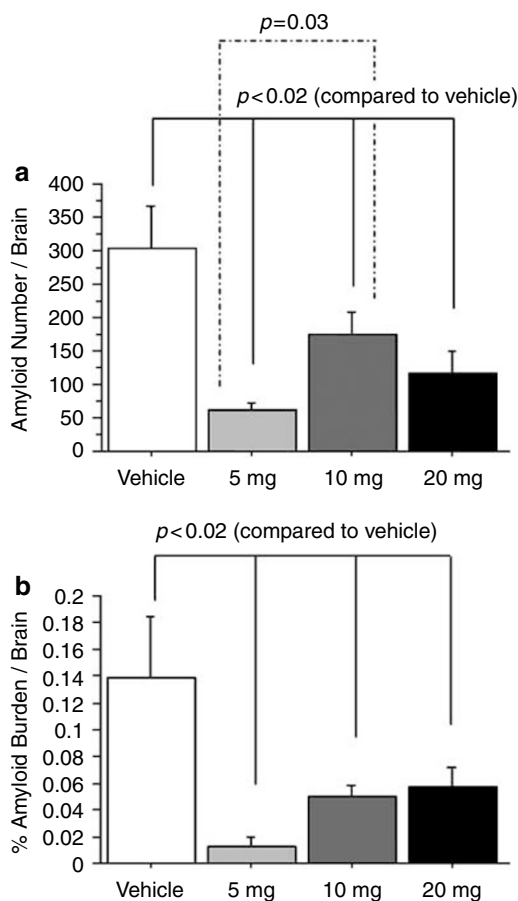 p=0.03
p<0.02 (compared to vehicle)
a
Amyloid Number / Brain
400
350
300
250
200
150
100
50
0
Vehicle 5 mg 10 mg 20 mg
p<0.02 (compared to vehicle)
b
% Amyloid Burden / Brain
0.2
0.18
0.16
0.14
0.12
0.1
0.08
0.06
0.04
0.02
0
Vehicle 5 mg 10 mg 20 mg